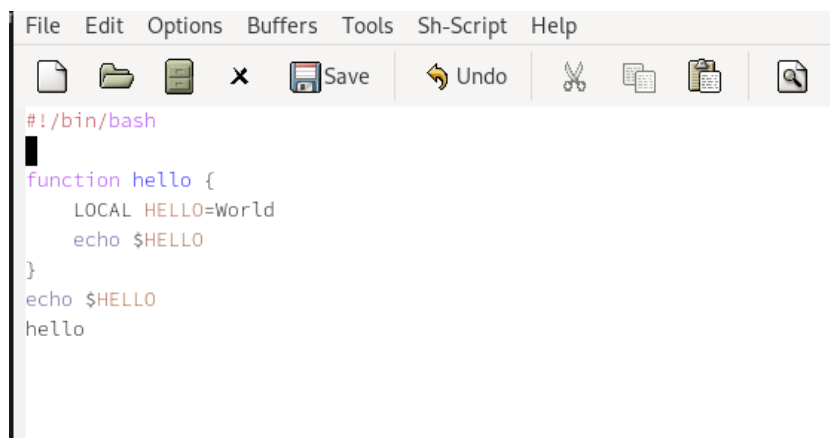 File Edit Options Buffers Tools Sh-Script Help
Save Undo
#!/bin/bash
function hello {
    LOCAL HELLO=World
    echo $HELLO
}
echo $HELLO
hello